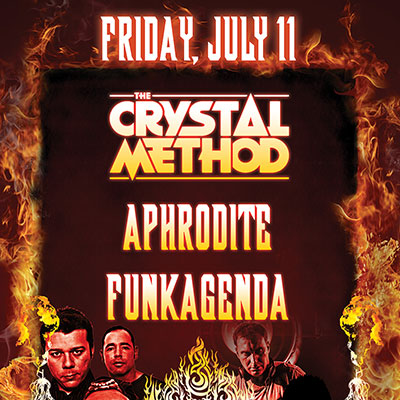 FRIDAY, JULY 11
THE
CRYSTAL
METHOD
APHRODITE
FUNKAGENDA